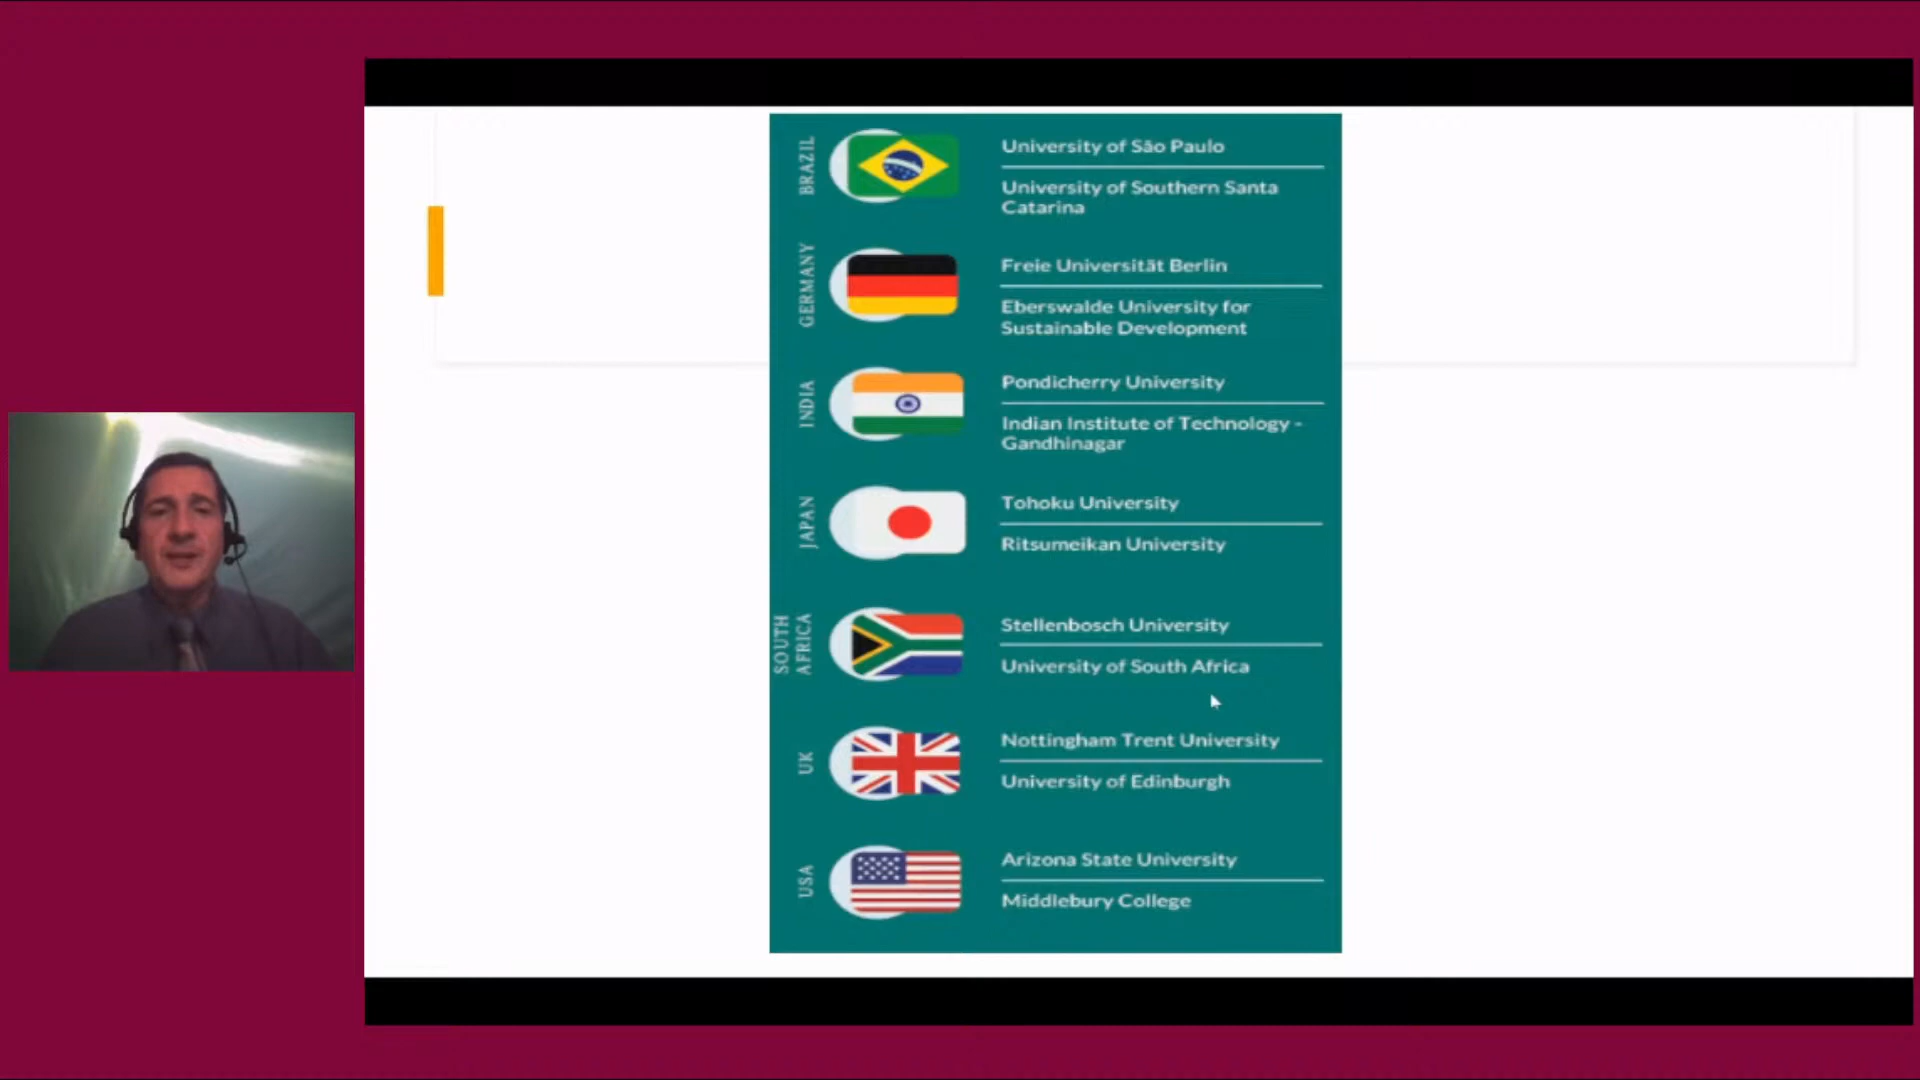 BRAZIL
University of São Paulo
University of Southern Santa
Catarina
GERMANY
Freie Universität Berlin
Eberswalde University for
Sustainable Development
INDIA
Pondicherry University
Indian Institute of Technology -
Gandhinagar
JAPAN
Tohoku University
Ritsumeikan University
SOUTH
AFRICA
Stellenbosch University
University of South Africa
UK
Nottingham Trent University
University of Edinburgh
USA
Arizona State University
Middlebury College